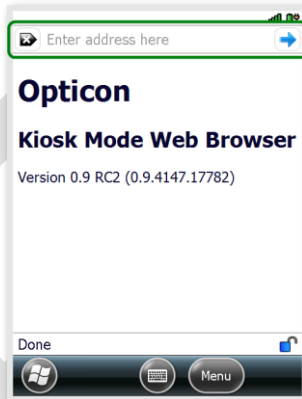 Enter address here
Opticon
Kiosk Mode Web Browser
Version 0.9 RC2 (0.9.4147.17782)
Done
Menu